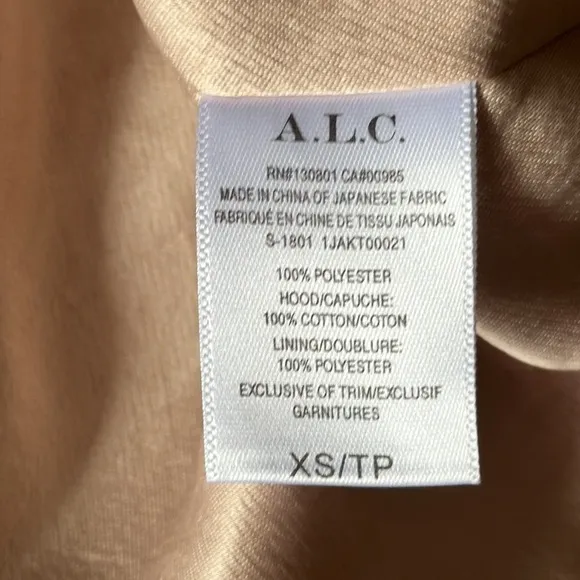 A.L.C.
RN#130801 CA#00985
MADE IN CHINA OF JAPANESE FABRIC
FABRIQUÉ EN CHINE DE TISSU JAPONAIS
S-1801 1JAKT00021
100% POLYESTER
HOOD/CAPUCHE:
100% COTTON/COTON
LINING/DOUBLURE:
100% POLYESTER
EXCLUSIVE OF TRIM/EXCLUSIF
GARNITURES
XS/TP